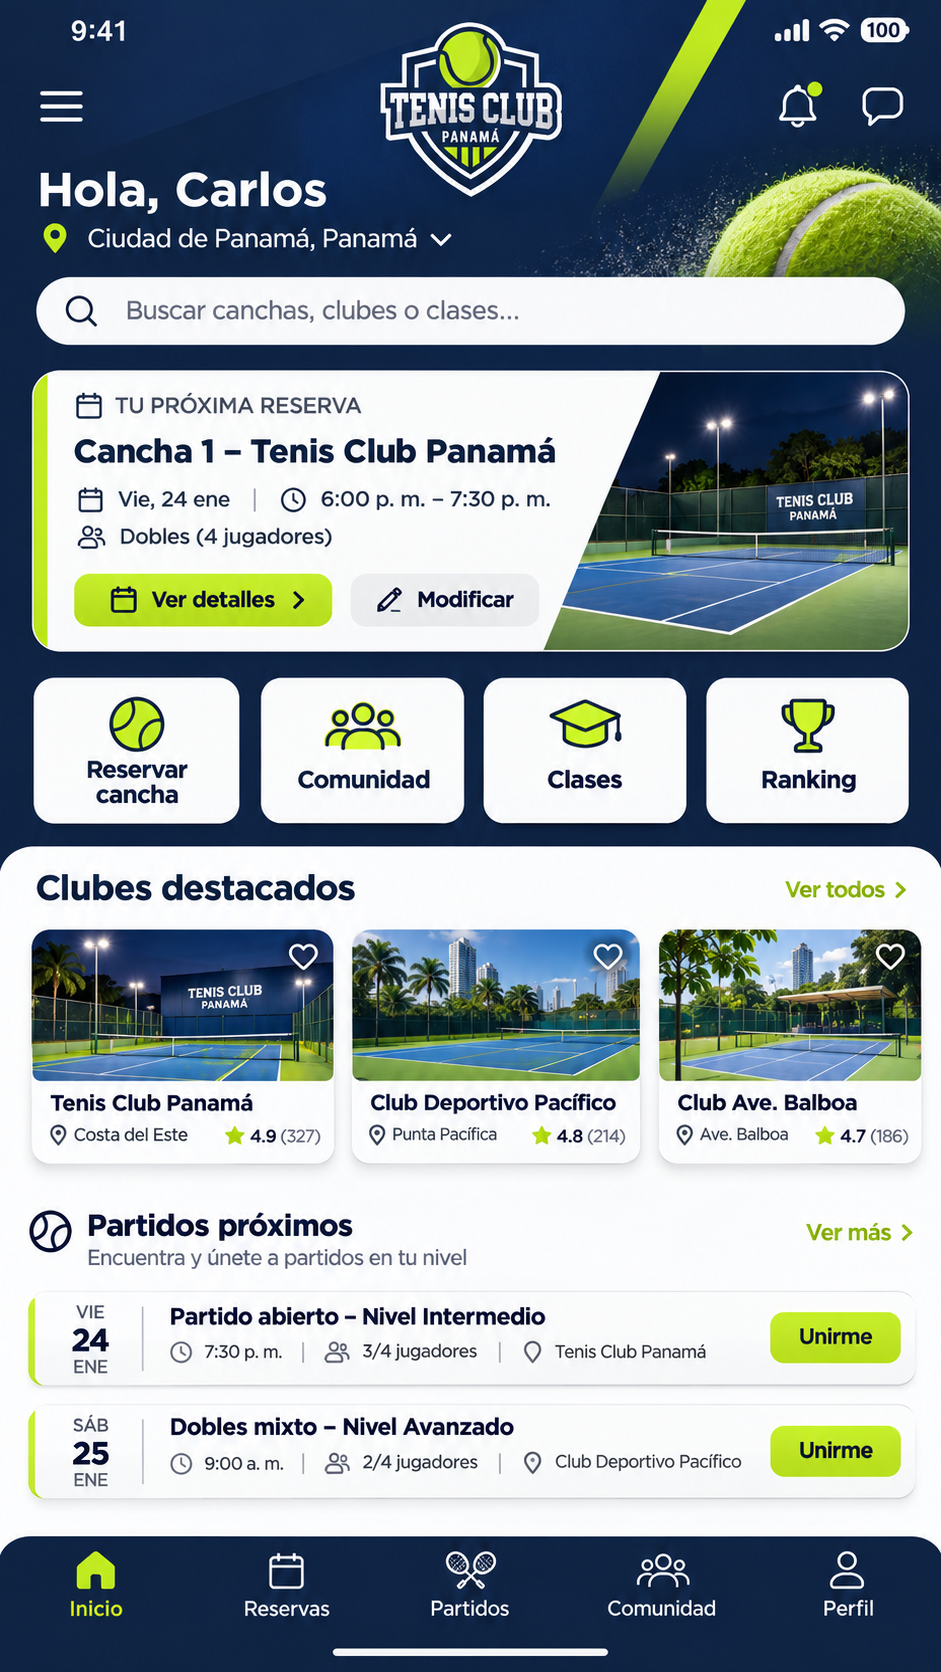 9:41
100
TENIS CLUB
PANAMÁ
Hola, Carlos
Ciudad de Panamá, Panamá
Buscar canchas, clubes o clases...
TU PRÓXIMA RESERVA
Cancha 1 – Tenis Club Panamá
Vie, 24 ene | 6:00 p. m. – 7:30 p. m.
Dobles (4 jugadores)
Ver detalles
Modificar
TENIS CLUB
PANAMÁ
Reservar
cancha
Comunidad
Clases
Ranking
Clubes destacados
Ver todos
TENIS CLUB
PANAMÁ
Tenis Club Panamá
Costa del Este 4.9 (327)
Club Deportivo Pacífico
Punta Pacífica 4.8 (214)
Club Ave. Balboa
Ave. Balboa 4.7 (186)
Partidos próximos
Ver más
Encuentra y únete a partidos en tu nivel
VIE
24
ENE
Partido abierto – Nivel Intermedio
7:30 p. m. | 3/4 jugadores | Tenis Club Panamá
Unirme
SÁB
25
ENE
Dobles mixto – Nivel Avanzado
9:00 a. m. | 2/4 jugadores | Club Deportivo Pacífico
Unirme
Inicio
Reservas
Partidos
Comunidad
Perfil